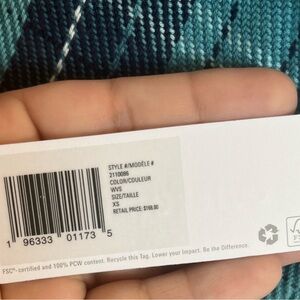 STYLE #/MODÈLE #
2110086
COLOR/COULEUR
WVS
SIZE/TAILLE
XS
RETAIL PRICE: $168.00
1 96333 01173 5
FSC®-certified and 100% PCW content. Recycle this Tag. Lower your Impact. Be the Difference.